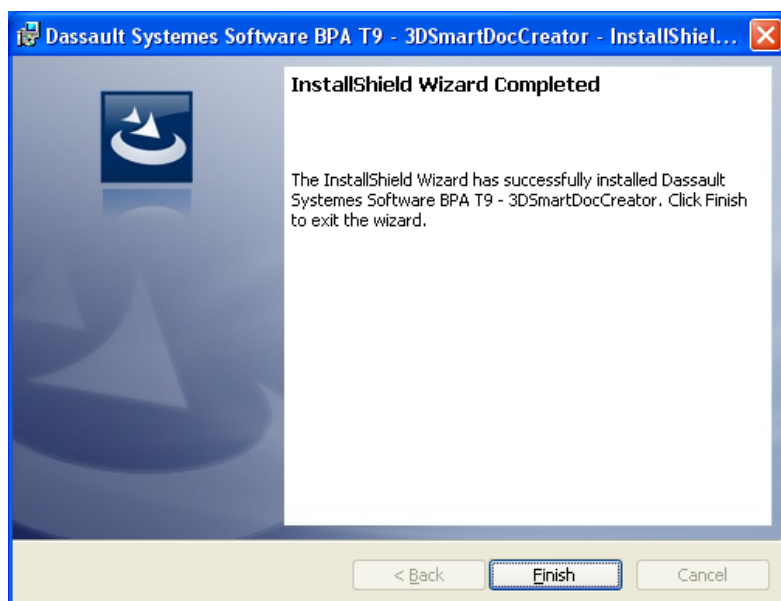 Dassault Systemes Software BPA T9 - 3DSmartDocCreator - InstallShiel...
InstallShield Wizard Completed
The InstallShield Wizard has successfully installed Dassault
Systemes Software BPA T9 - 3DSmartDocCreator. Click Finish
to exit the wizard.
< Back Finish Cancel